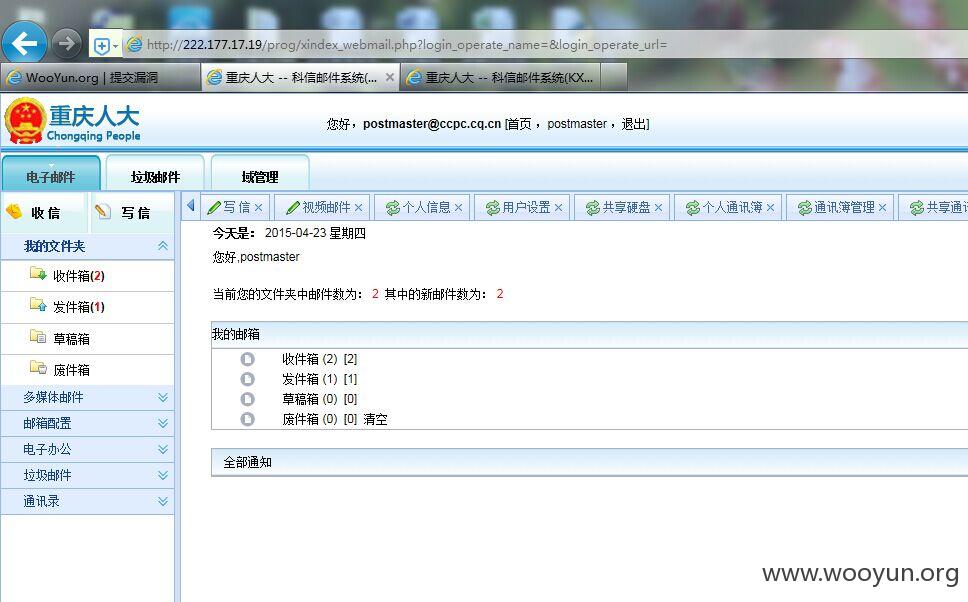 http://222.177.17.19/prog/xindex_webmail.php?login_operate_name=&login_operate_url=
WooYun.org | 提交漏洞
重庆人大 -- 科信邮件系统(...
重庆人大 -- 科信邮件系统(KX...
重庆人大
Chongqing People
您好，postmaster@ccpc.cq.cn [首页 ，postmaster ，退出]
电子邮件
垃圾邮件
域管理
收 信
写 信
写 信
视频邮件
个人信息
用户设置
共享硬盘
个人通讯簿
通讯簿管理
共享通讯
我的文件夹
收件箱(2)
发件箱(1)
草稿箱
废件箱
多媒体邮件
邮箱配置
电子办公
垃圾邮件
通讯录
今天是： 2015-04-23 星期四
您好,postmaster
当前您的文件夹中邮件数为： 2 其中的新邮件数为： 2
我的邮箱
收件箱 (2) [2]
发件箱 (1) [1]
草稿箱 (0) [0]
废件箱 (0) [0] 清空
全部通知
www.wooyun.org